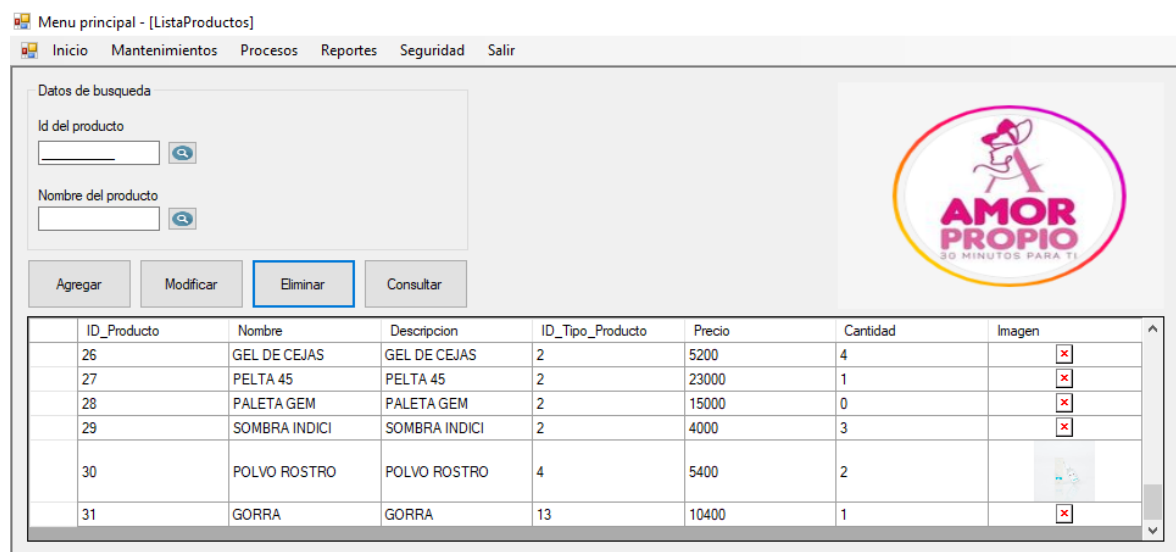 Menu principal - [ListaProductos]
Inicio Mantenimientos Procesos Reportes Seguridad Salir
Datos de busqueda
Id del producto
Nombre del producto
AMOR
PROPIO
30 MINUTOS PARA TI
Agregar Modificar Eliminar Consultar
ID_Producto Nombre Descripcion ID_Tipo_Producto Precio Cantidad Imagen
26 GEL DE CEJAS GEL DE CEJAS 2 5200 4
27 PELTA 45 PELTA 45 2 23000 1
28 PALETA GEM PALETA GEM 2 15000 0
29 SOMBRA INDICI SOMBRA INDICI 2 4000 3
30 POLVO ROSTRO POLVO ROSTRO 4 5400 2
31 GORRA GORRA 13 10400 1